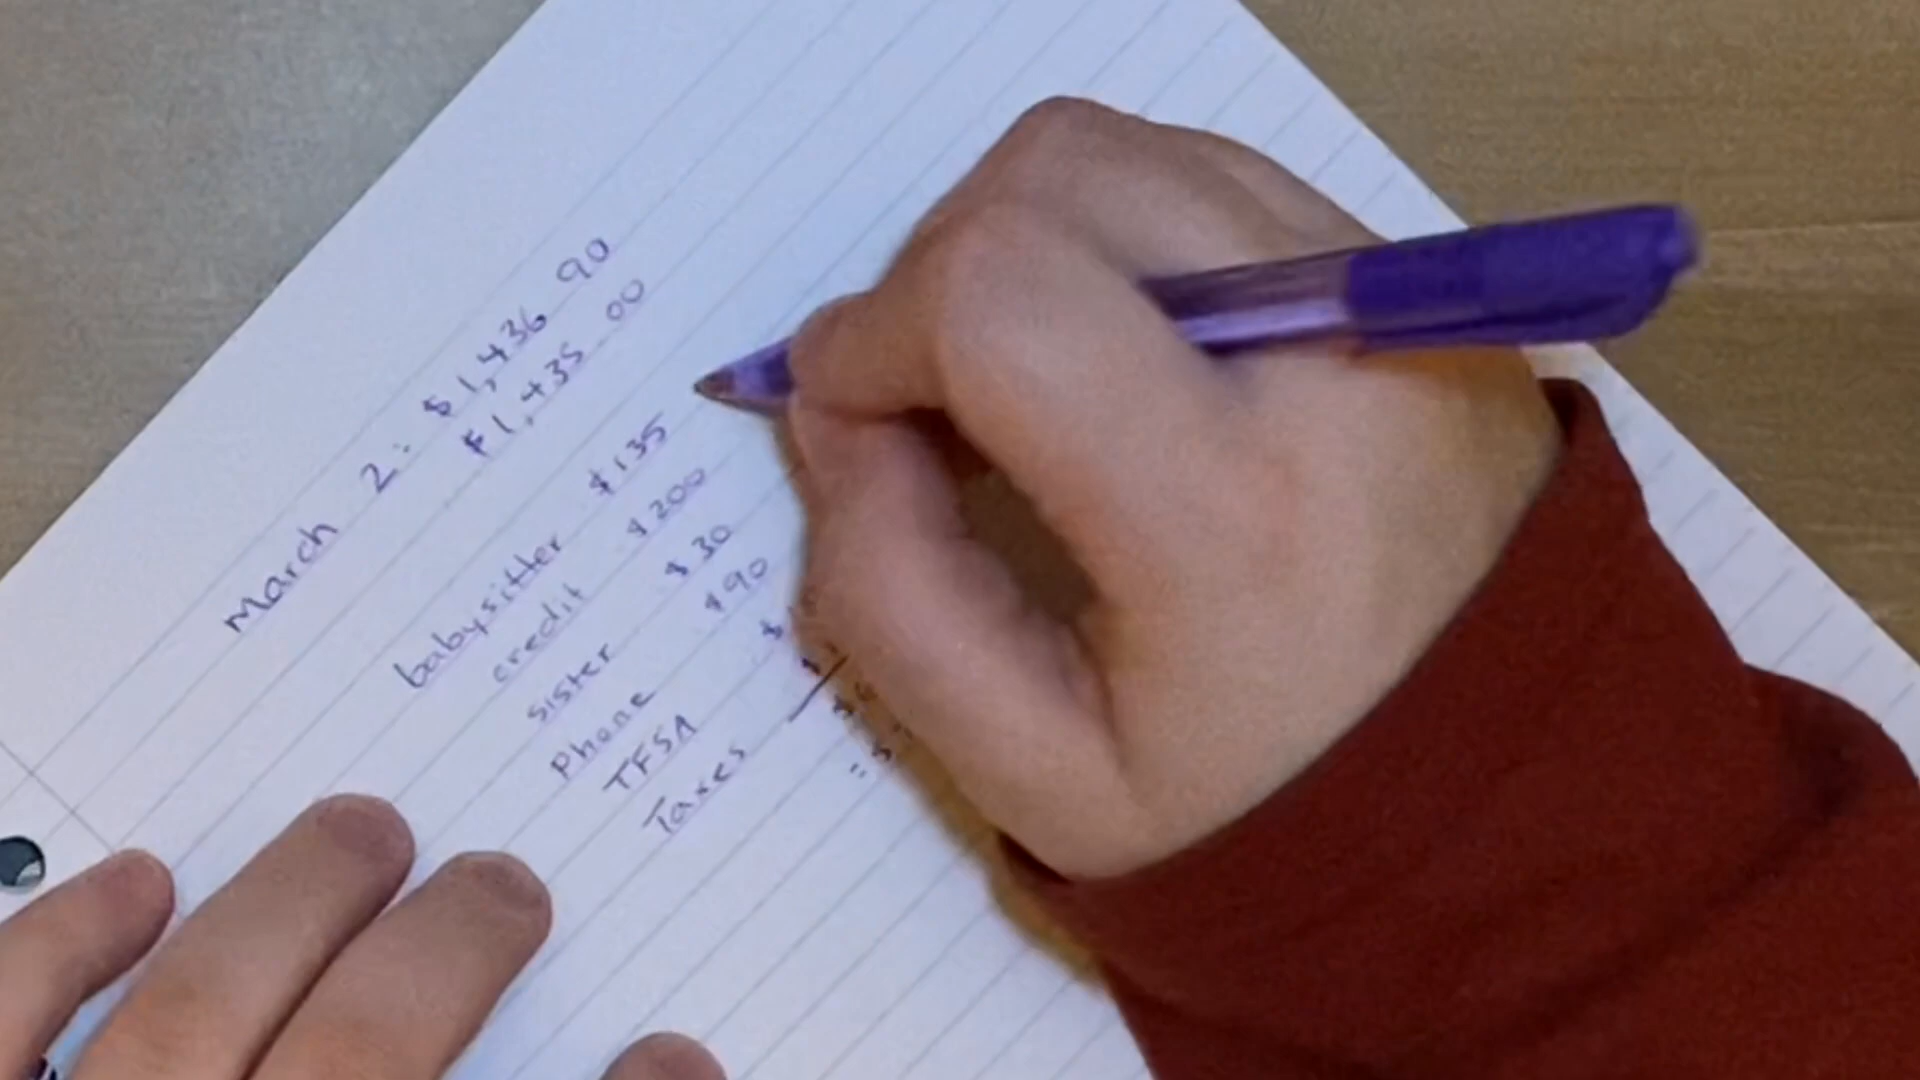 March 2: $1,436 90
$1,435 00
babysitter $135
credit $200
sister $30
phone $90
TFSA $
Taxes